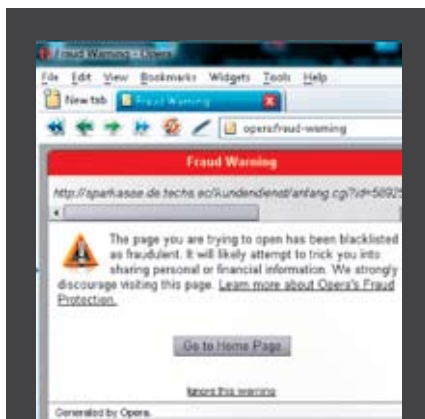 Fraud Warning - Opera
File Edit View Bookmarks Widgets Tools Help
New tab Fraud Warning
opera:fraud-warning
Fraud Warning
http://sparkasse.de.techs.ec/kundendienst/anfang.cgi?id=5892
The page you are trying to open has been blacklisted
as fraudulent. It will likely attempt to trick you into
sharing personal or financial information. We strongly
discourage visiting this page. Learn more about Opera's Fraud
Protection.
Go to Home Page
Ignore this warning
Generated by Opera.